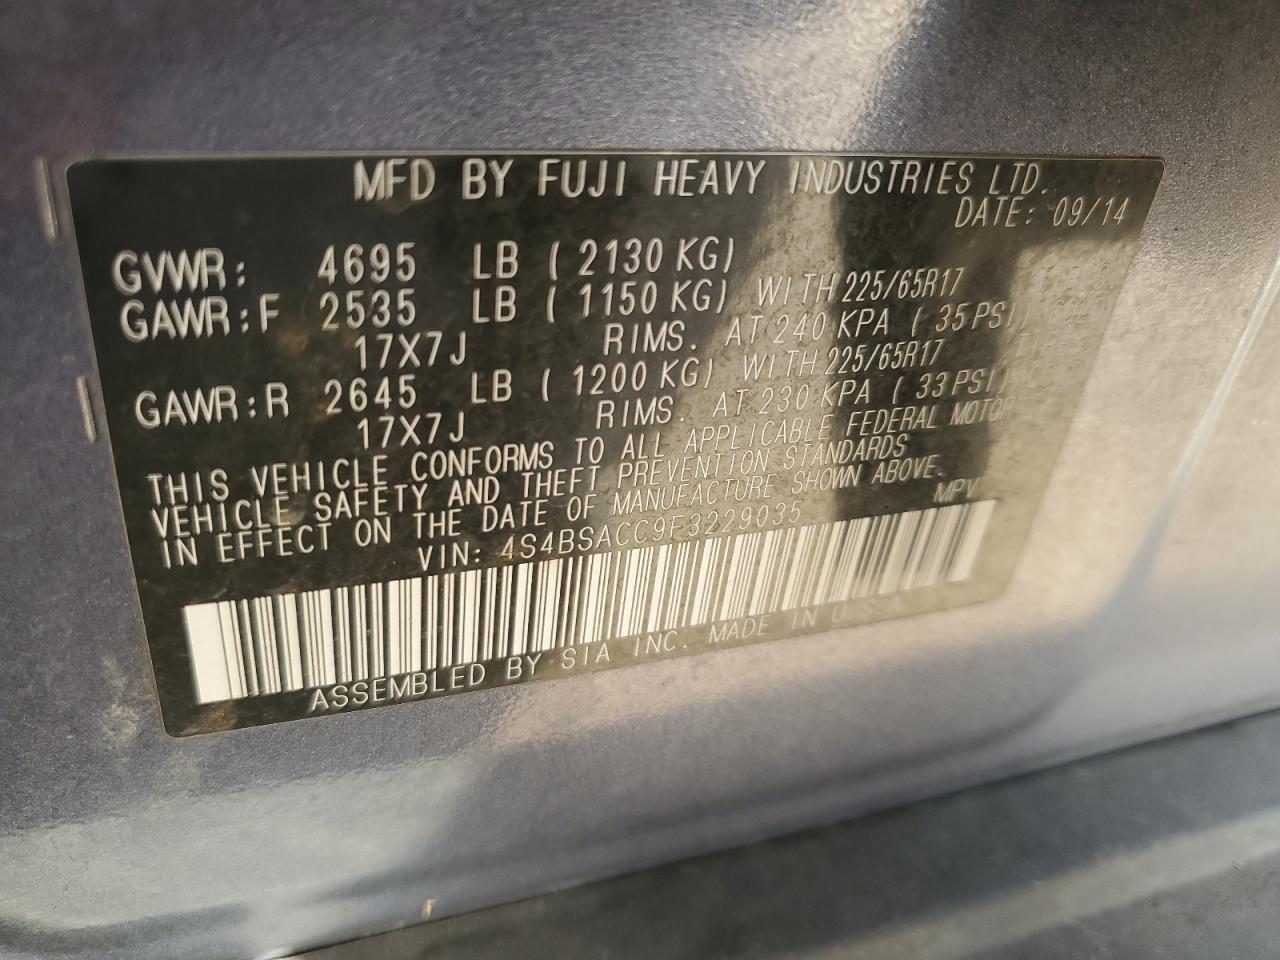 MFD BY FUJI HEAVY INDUSTRIES LTD.
DATE: 09/14
GVWR: 4695 LB ( 2130 KG)
GAWR:F 2535 LB ( 1150 KG) WITH 225/65R17
17X7J RIMS. AT 240 KPA ( 35 PSI)
GAWR:R 2645 LB ( 1200 KG) WITH 225/65R17
17X7J RIMS. AT 230 KPA ( 33 PSI)
THIS VEHICLE CONFORMS TO ALL APPLICABLE FEDERAL MOTOR
VEHICLE SAFETY AND THEFT PREVENTION STANDARDS
IN EFFECT ON THE DATE OF MANUFACTURE SHOWN ABOVE.
VIN: 4S4BSACC9F3229035 MPV
ASSEMBLED BY SIA INC. MADE IN U.S.A